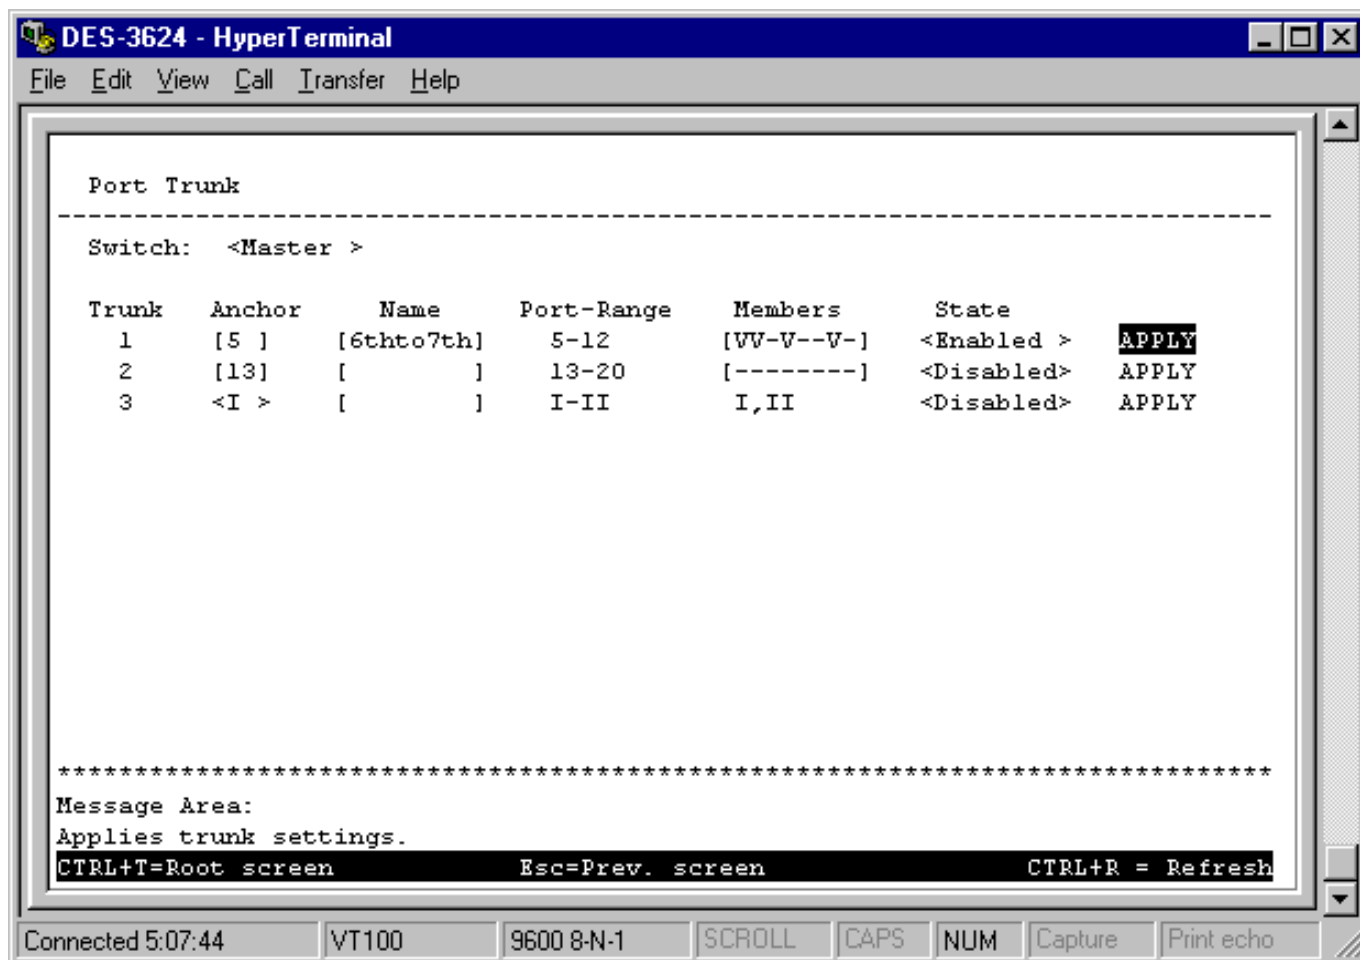 DES-3624 - HyperTerminal
File Edit View Call Transfer Help
Port Trunk
-------------------------------------------------------------------------------
Switch: <Master >
Trunk Anchor Name Port-Range Members State
1 [5 ] [6thto7th] 5-12 [VV-V--V-] <Enabled > APPLY
2 [13] [        ] 13-20 [--------] <Disabled> APPLY
3 <I > [        ] I-II I,II <Disabled> APPLY
*******************************************************************************
Message Area:
Applies trunk settings.
CTRL+T=Root screen Esc=Prev. screen CTRL+R = Refresh
Connected 5:07:44 VT100 9600 8-N-1 SCROLL CAPS NUM Capture Print echo